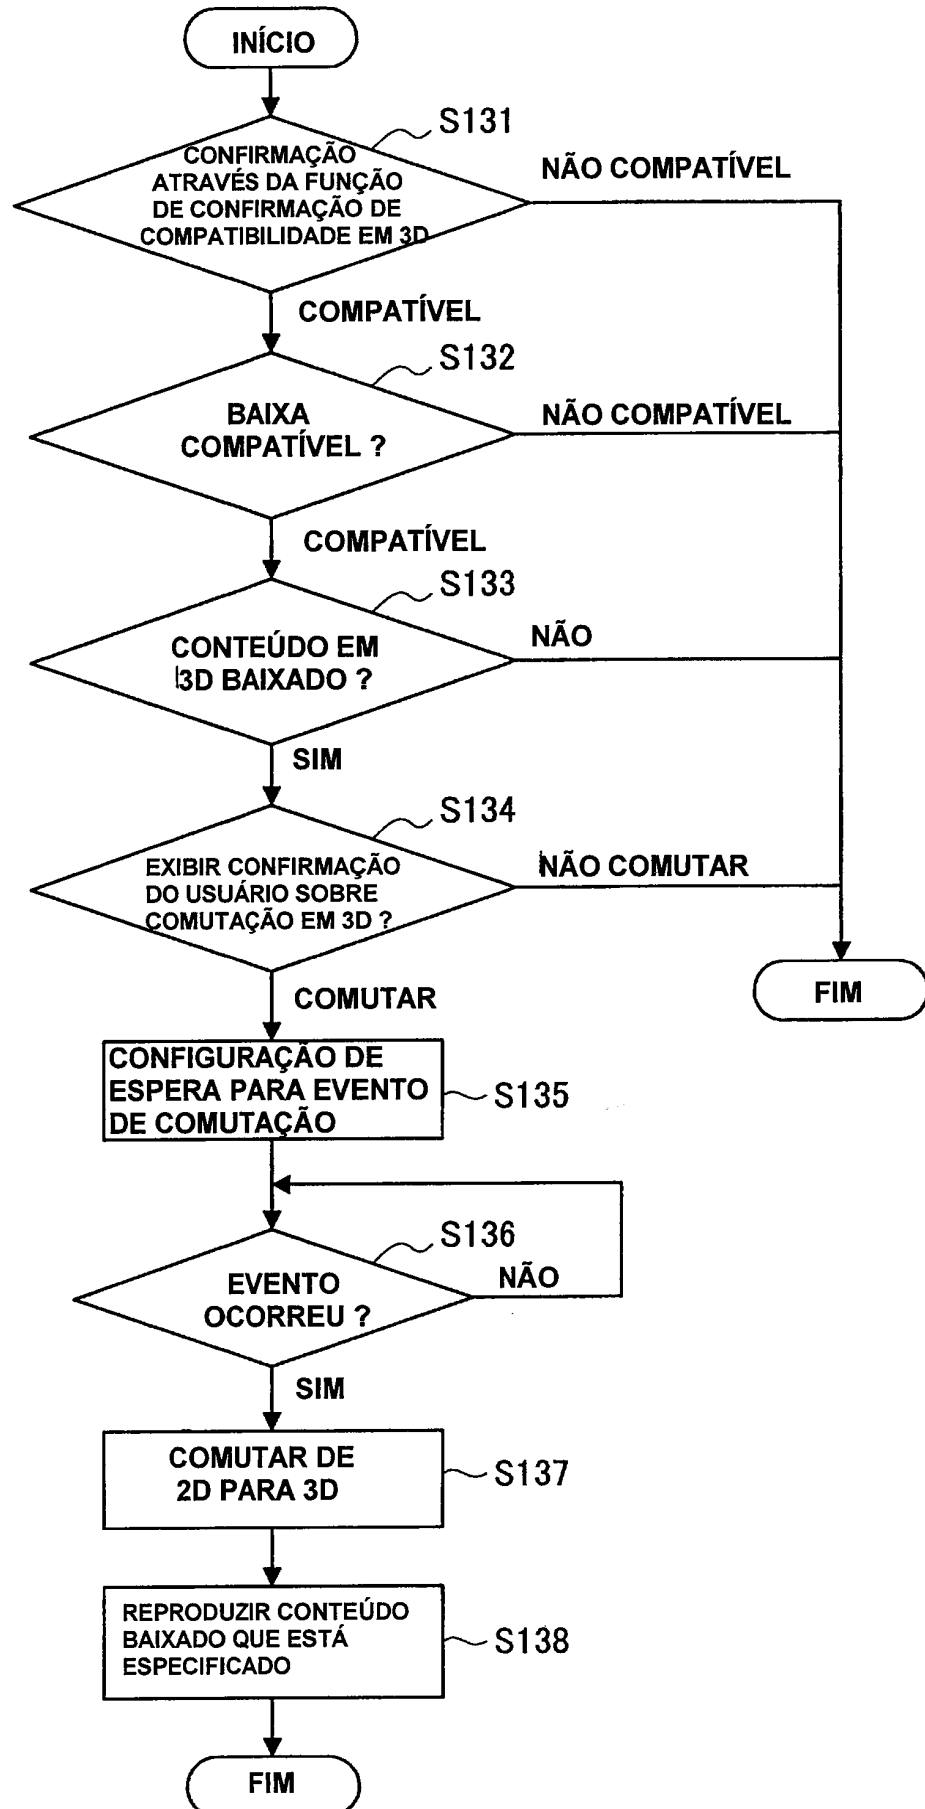 INÍCIO
S131
CONFIRMAÇÃO
ATRAVÉS DA FUNÇÃO
DE CONFIRMAÇÃO DE
COMPATIBILIDADE EM 3D
NÃO COMPATÍVEL
COMPATÍVEL
S132
BAIXA
COMPATÍVEL ?
NÃO COMPATÍVEL
COMPATÍVEL
S133
CONTEÚDO EM
3D BAIXADO ?
NÃO
SIM
S134
EXIBIR CONFIRMAÇÃO
DO USUÁRIO SOBRE
COMUTAÇÃO EM 3D ?
NÃO COMUTAR
FIM
COMUTAR
CONFIGURAÇÃO DE
ESPERA PARA EVENTO
DE COMUTAÇÃO
S135
S136
EVENTO
OCORREU ?
NÃO
SIM
COMUTAR DE
2D PARA 3D
S137
REPRODUZIR CONTEÚDO
BAIXADO QUE ESTÁ
ESPECIFICADO
S138
FIM